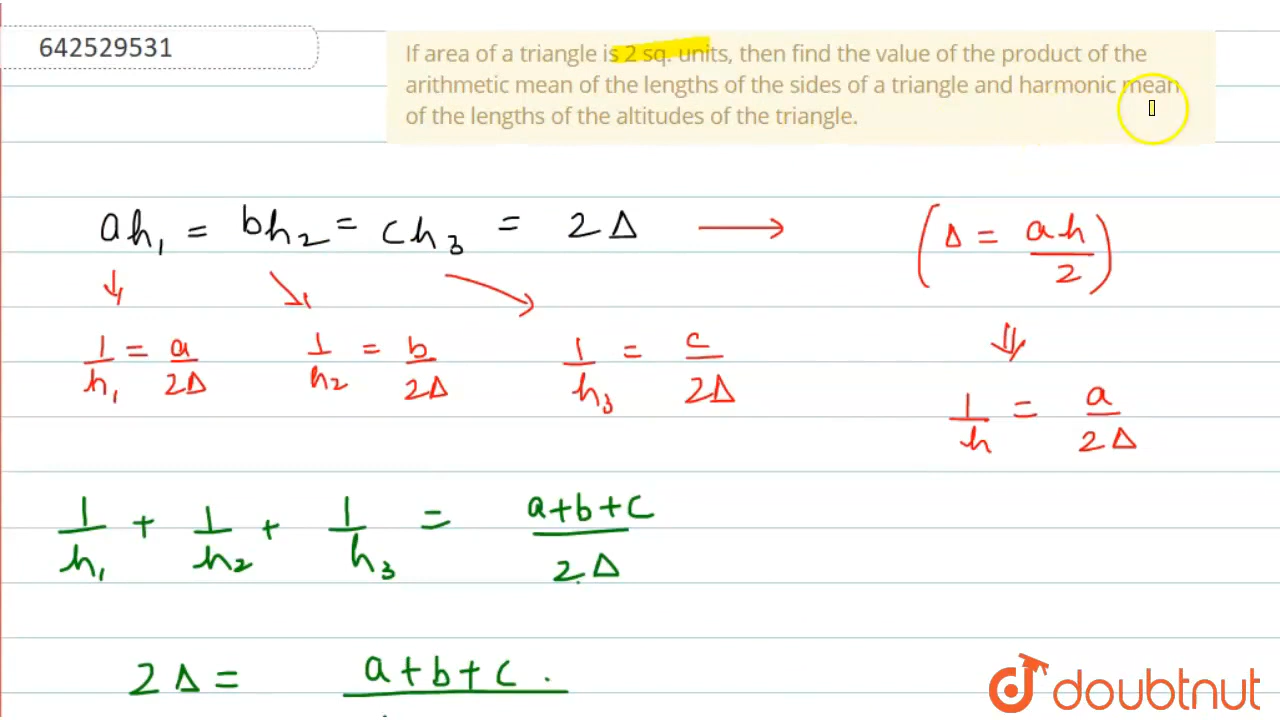 642529531
If area of a triangle is 2 sq. units, then find the value of the product of the
arithmetic mean of the lengths of the sides of a triangle and harmonic mean
of the lengths of the altitudes of the triangle.
ah₁ = bh₂ = ch₃ = 2Δ → (Δ = ah/2)
↓ ↘ ↘ ⇓
1/h₁ = a/2Δ 1/h₂ = b/2Δ 1/h₃ = c/2Δ
1/h = a/2Δ
1/h₁ + 1/h₂ + 1/h₃ = a+b+c/2Δ
2Δ = a+b+c.
doubtnut